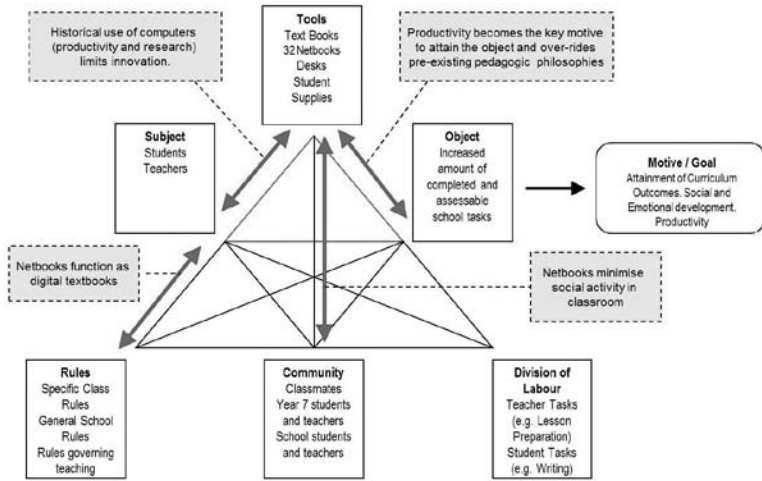 Historical use of computers
(productivity and research)
limits innovation.
Tools
Text Books
32Netbooks
Desks
Student
Supplies
Productivity becomes the key motive
to attain the object and over-rides
pre-existing pedagogic philosophies
Subject
Students
Teachers
Object
Increased
amount of
completed and
assessable
school tasks
Motive / Goal
Attainment of Curriculum
Outcomes. Social and
Emotional development.
Productivity
Netbooks function as
digital textbooks
Netbooks minimise
social activity in
classroom
Rules
Specific Class
Rules
General School
Rules
Rules governing
teaching
Community
Classmates
Year 7 students
and teachers
School students
and teachers
Division of
Labour
Teacher Tasks
(e.g. Lesson
Preparation)
Student Tasks
(e.g. Writing)